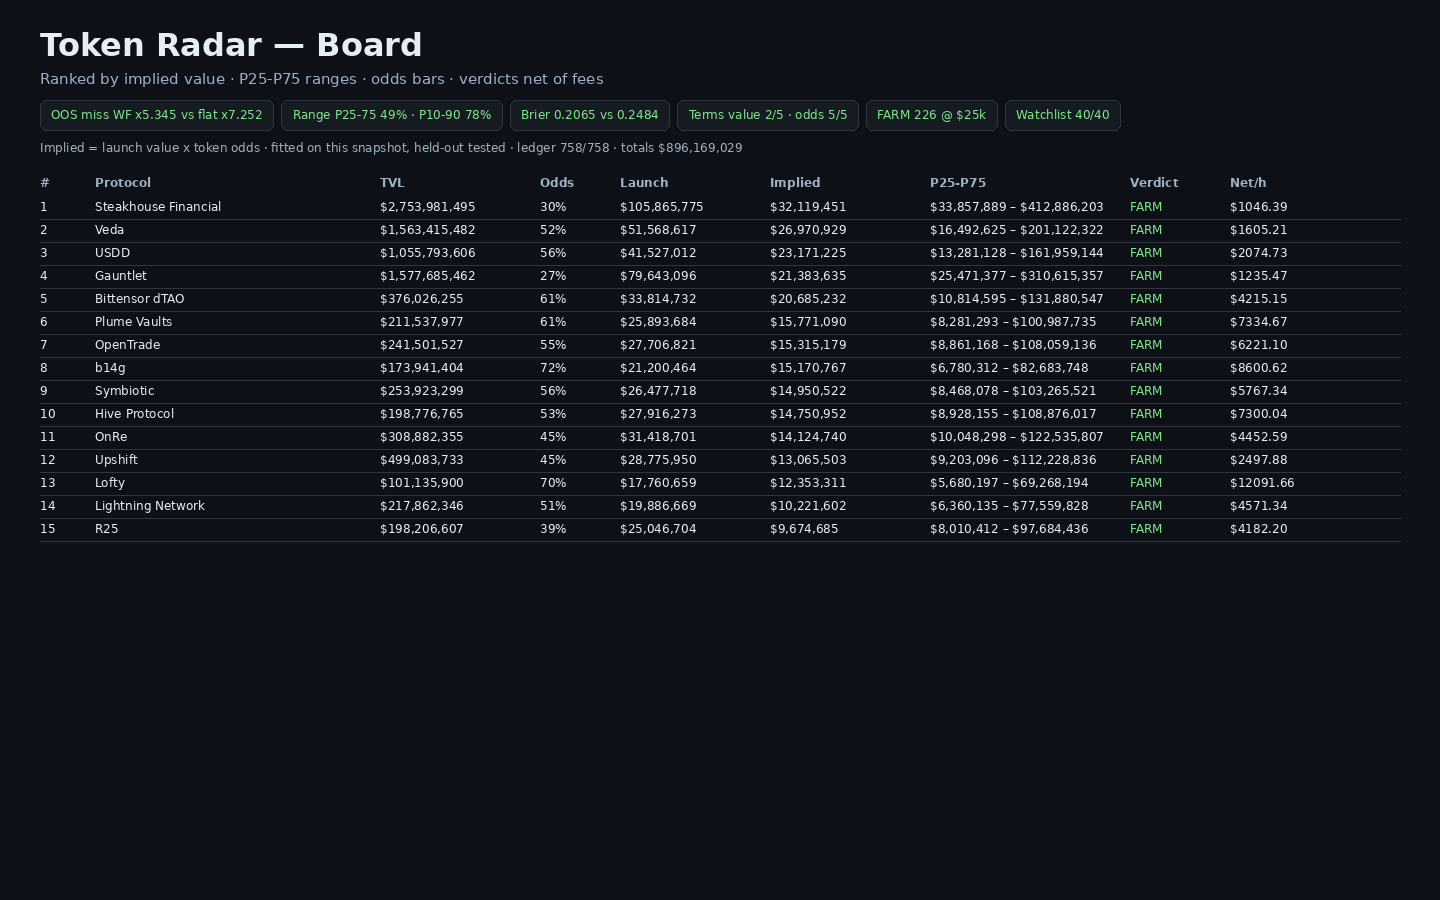 Token Radar — Board
Ranked by implied value · P25-P75 ranges · odds bars · verdicts net of fees
OOS miss WF x5.345 vs flat x7.252 Range P25-75 49% · P10-90 78% Brier 0.2065 vs 0.2484 Terms value 2/5 · odds 5/5 FARM 226 @ $25k Watchlist 40/40
Implied = launch value x token odds · fitted on this snapshot, held-out tested · ledger 758/758 · totals $896,169,029
# Protocol TVL Odds Launch Implied P25-P75 Verdict Net/h
1 Steakhouse Financial $2,753,981,495 30% $105,865,775 $32,119,451 $33,857,889 – $412,886,203 FARM $1046.39
2 Veda $1,563,415,482 52% $51,568,617 $26,970,929 $16,492,625 – $201,122,322 FARM $1605.21
3 USDD $1,055,793,606 56% $41,527,012 $23,171,225 $13,281,128 – $161,959,144 FARM $2074.73
4 Gauntlet $1,577,685,462 27% $79,643,096 $21,383,635 $25,471,377 – $310,615,357 FARM $1235.47
5 Bittensor dTAO $376,026,255 61% $33,814,732 $20,685,232 $10,814,595 – $131,880,547 FARM $4215.15
6 Plume Vaults $211,537,977 61% $25,893,684 $15,771,090 $8,281,293 – $100,987,735 FARM $7334.67
7 OpenTrade $241,501,527 55% $27,706,821 $15,315,179 $8,861,168 – $108,059,136 FARM $6221.10
8 b14g $173,941,404 72% $21,200,464 $15,170,767 $6,780,312 – $82,683,748 FARM $8600.62
9 Symbiotic $253,923,299 56% $26,477,718 $14,950,522 $8,468,078 – $103,265,521 FARM $5767.34
10 Hive Protocol $198,776,765 53% $27,916,273 $14,750,952 $8,928,155 – $108,876,017 FARM $7300.04
11 OnRe $308,882,355 45% $31,418,701 $14,124,740 $10,048,298 – $122,535,807 FARM $4452.59
12 Upshift $499,083,733 45% $28,775,950 $13,065,503 $9,203,096 – $112,228,836 FARM $2497.88
13 Lofty $101,135,900 70% $17,760,659 $12,353,311 $5,680,197 – $69,268,194 FARM $12091.66
14 Lightning Network $217,862,346 51% $19,886,669 $10,221,602 $6,360,135 – $77,559,828 FARM $4571.34
15 R25 $198,206,607 39% $25,046,704 $9,674,685 $8,010,412 – $97,684,436 FARM $4182.20